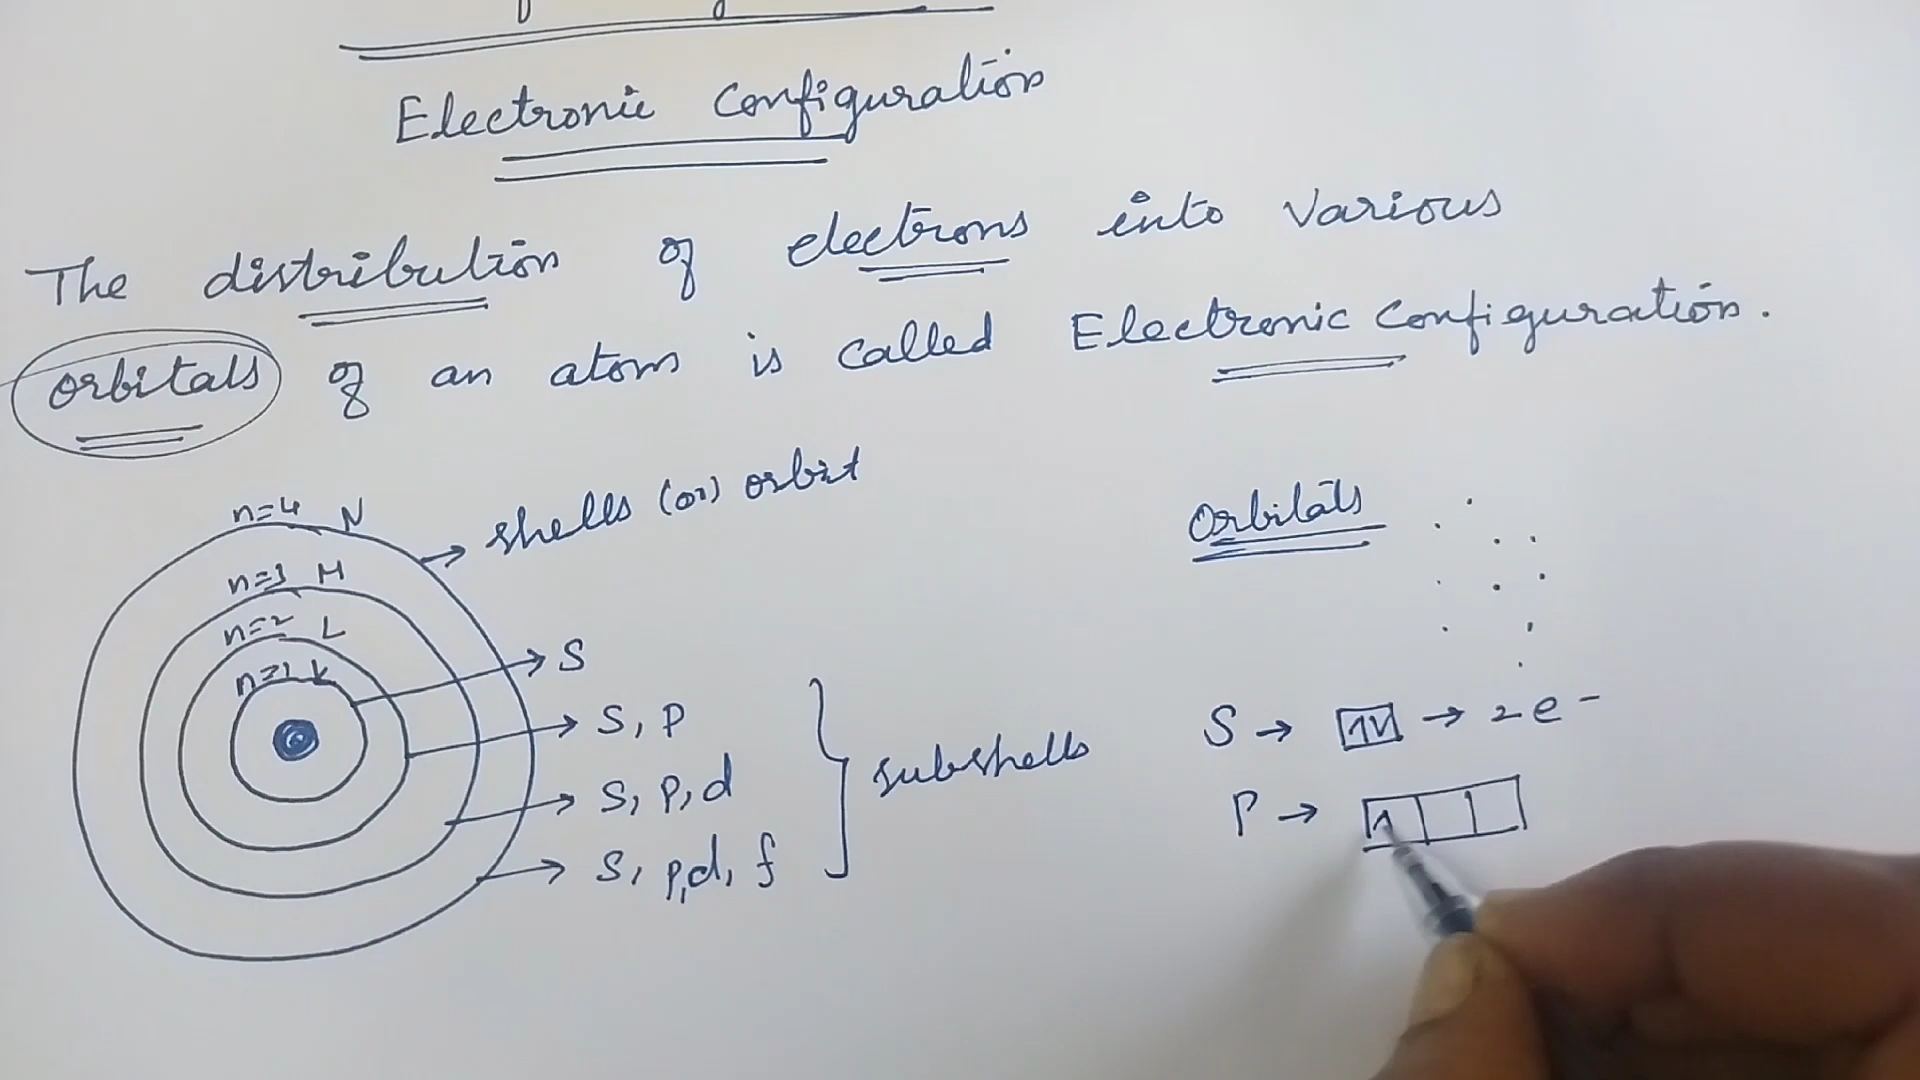 Electronic Configuration
The distribution of electrons into various
orbitals of an atom is called Electronic Configuration.
n=4 N → shells (or) orbit
n=3 M
n=2 L
n=1 K → S
→ S, P
→ S, P, d
→ S, p, d, f
subshells
Orbitals
S → 1V → 2e-
P →